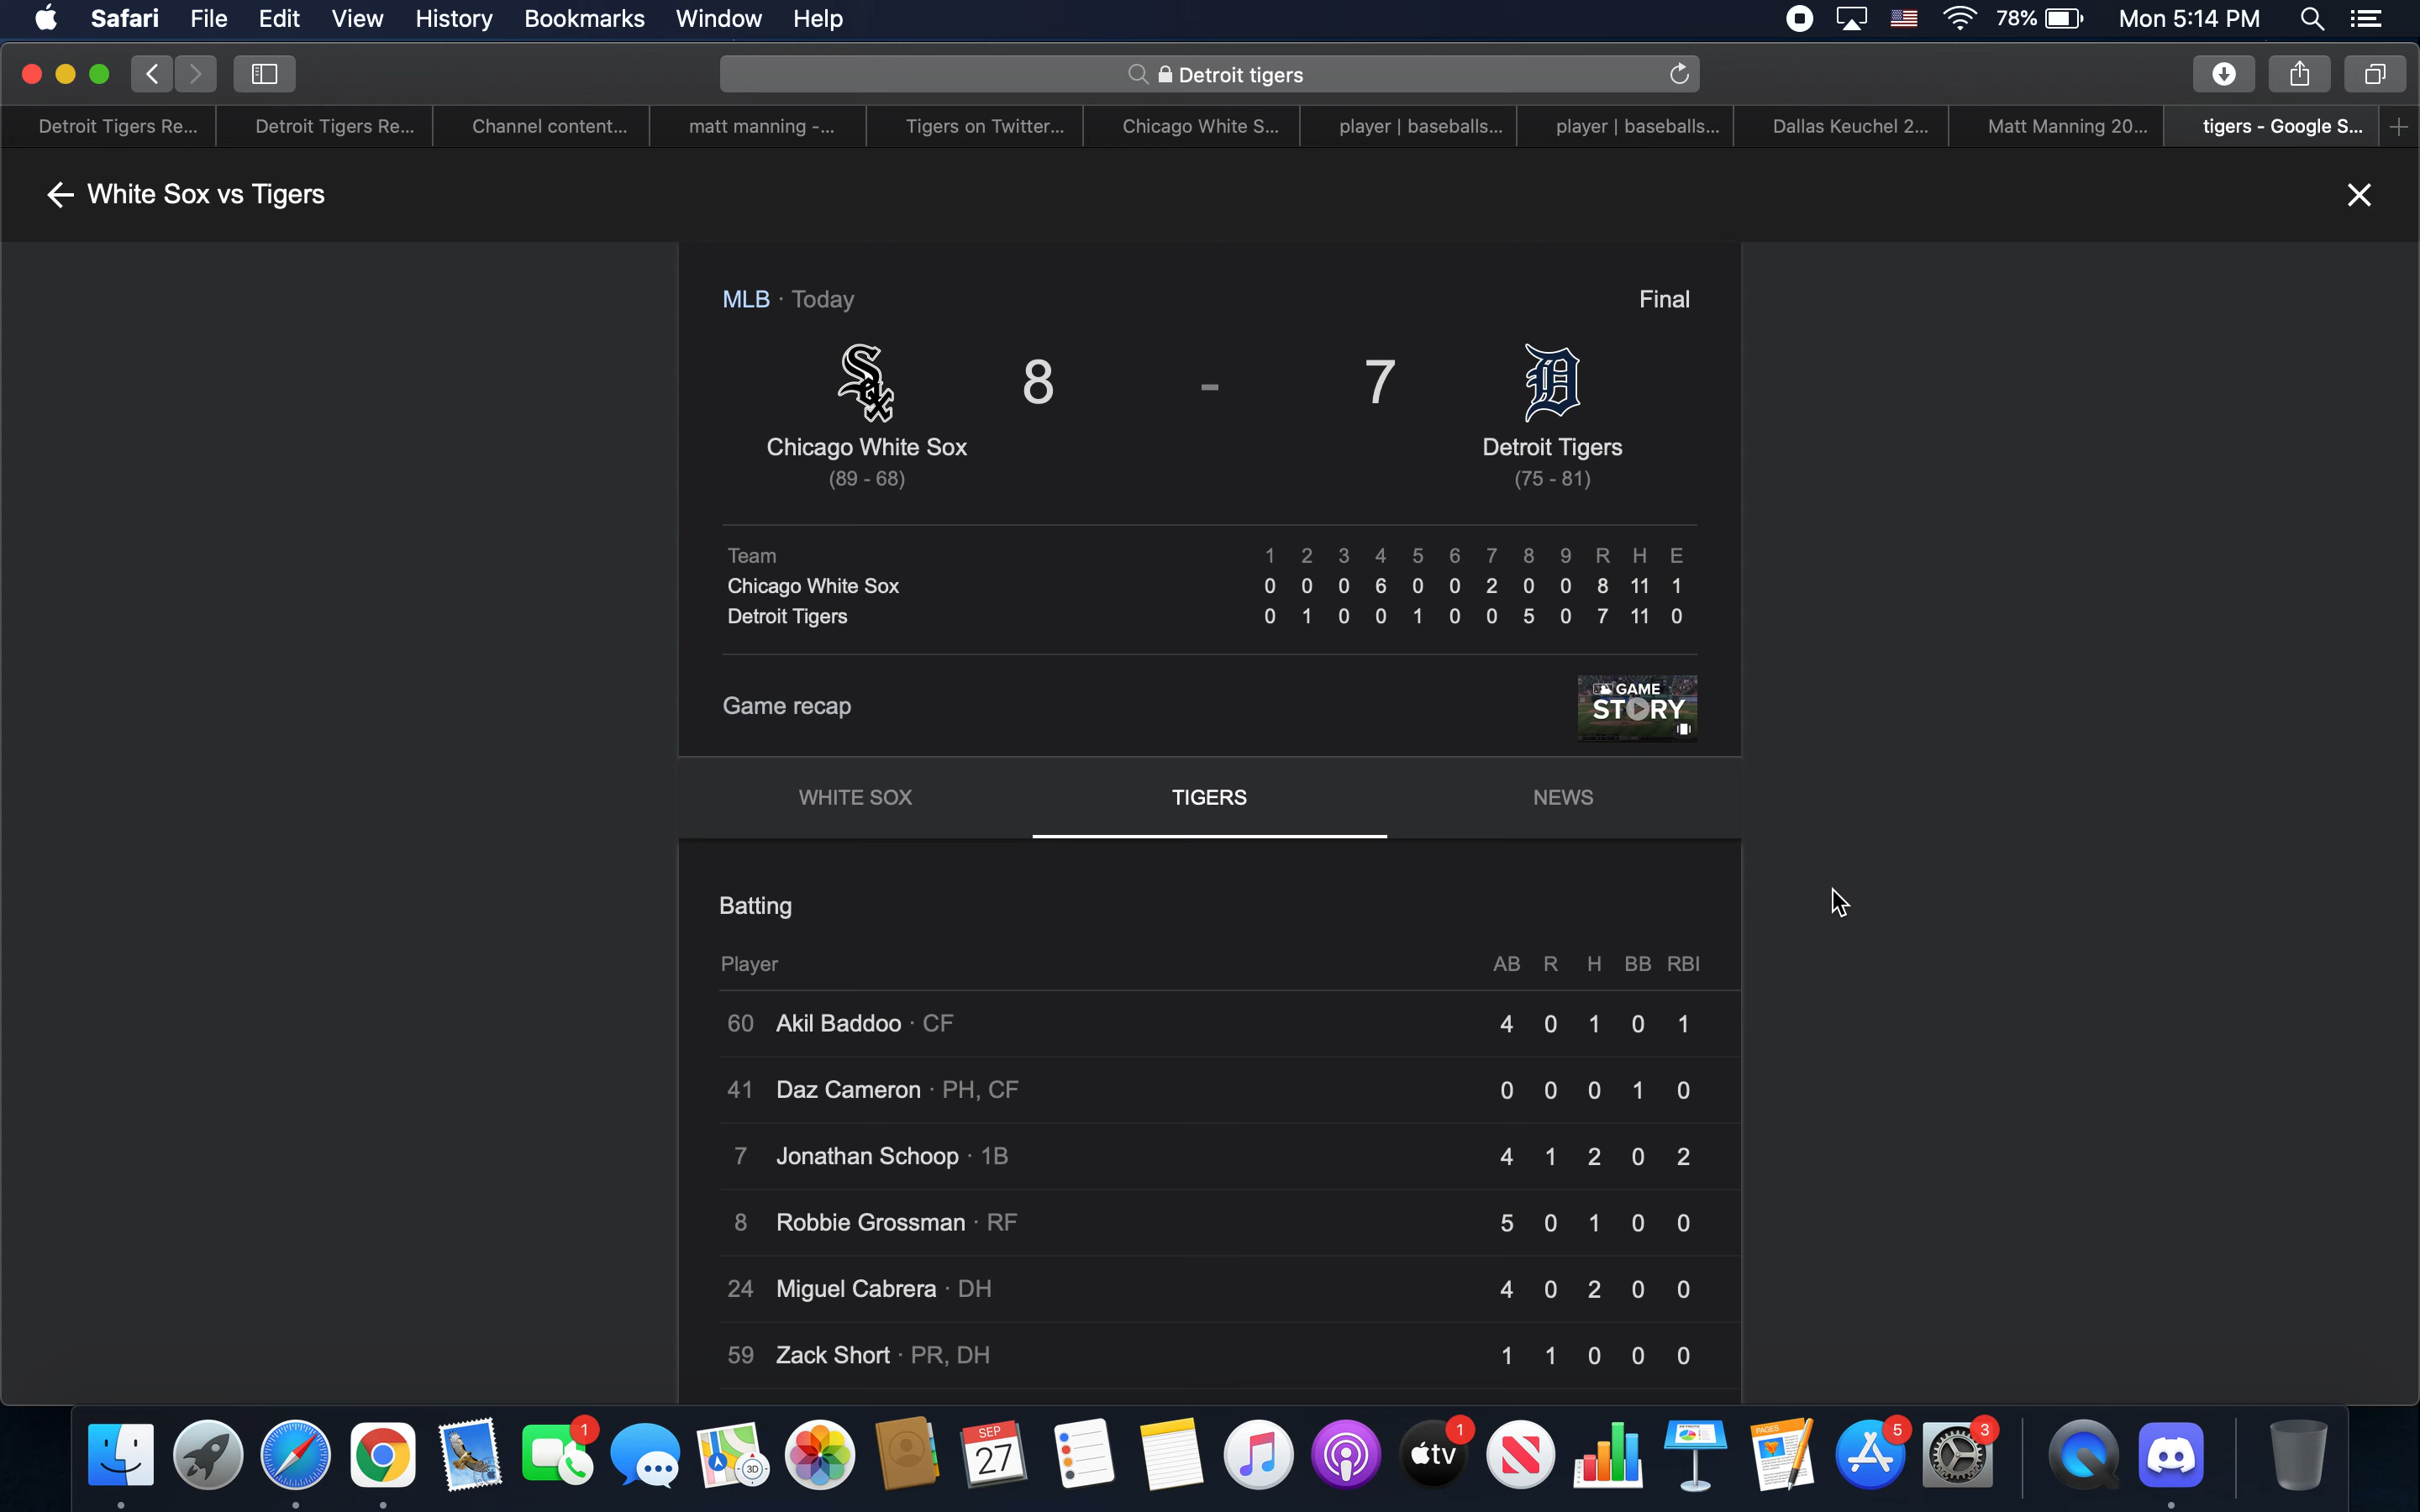 Safari File Edit View History Bookmarks Window Help 78% Mon 5:14 PM
Detroit tigers
Detroit Tigers Re... Detroit Tigers Re... Channel content... matt manning -... Tigers on Twitter... Chicago White S... player | baseballs... player | baseballs... Dallas Keuchel 2... Matt Manning 20... tigers - Google S...
White Sox vs Tigers
MLB · Today Final
8 - 7
Chicago White Sox Detroit Tigers
(89 - 68) (75 - 81)
Team 1 2 3 4 5 6 7 8 9 R H E
Chicago White Sox 0 0 0 6 0 0 2 0 0 8 11 1
Detroit Tigers 0 1 0 0 1 0 0 5 0 7 11 0
Game recap GAME STORY
WHITE SOX TIGERS NEWS
Batting
Player AB R H BB RBI
60 Akil Baddoo · CF 4 0 1 0 1
41 Daz Cameron · PH, CF 0 0 0 1 0
7 Jonathan Schoop · 1B 4 1 2 0 2
8 Robbie Grossman · RF 5 0 1 0 0
24 Miguel Cabrera · DH 4 0 2 0 0
59 Zack Short · PR, DH 1 1 0 0 0
1 3D SEP 27 1 tv PAGES 5 3